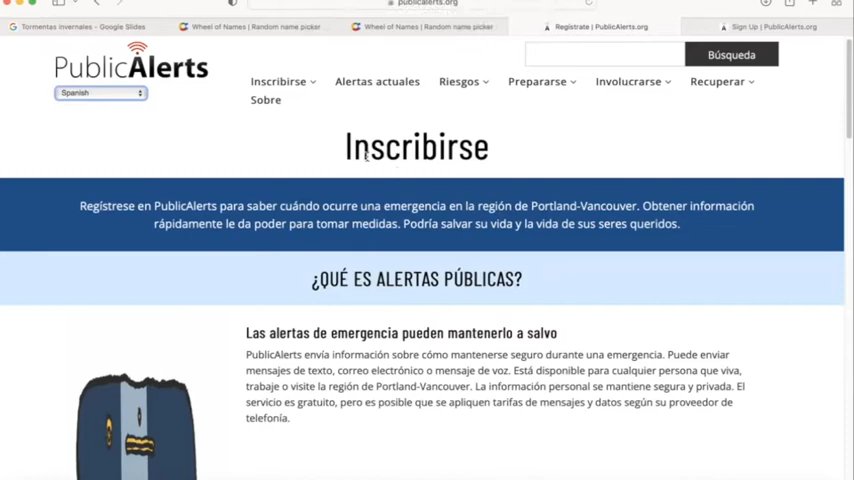 publicalerts.org
Tormentas invernales - Google Slides
Wheel of Names | Random name picker
Wheel of Names | Random name picker
Regístrate | PublicAlerts.org
Sign Up | PublicAlerts.org
PublicAlerts
Búsqueda
Spanish
Inscribirse
Alertas actuales
Riesgos
Prepararse
Involucrarse
Recuperar
Sobre
Inscribirse
Regístrese en PublicAlerts para saber cuándo ocurre una emergencia en la región de Portland-Vancouver. Obtener información
rápidamente le da poder para tomar medidas. Podría salvar su vida y la vida de sus seres queridos.
¿QUÉ ES ALERTAS PÚBLICAS?
Las alertas de emergencia pueden mantenerlo a salvo
PublicAlerts envía información sobre cómo mantenerse seguro durante una emergencia. Puede enviar
mensajes de texto, correo electrónico o mensaje de voz. Está disponible para cualquier persona que viva,
trabaje o visite la región de Portland-Vancouver. La información personal se mantiene segura y privada. El
servicio es gratuito, pero es posible que se apliquen tarifas de mensajes y datos según su proveedor de
telefonía.